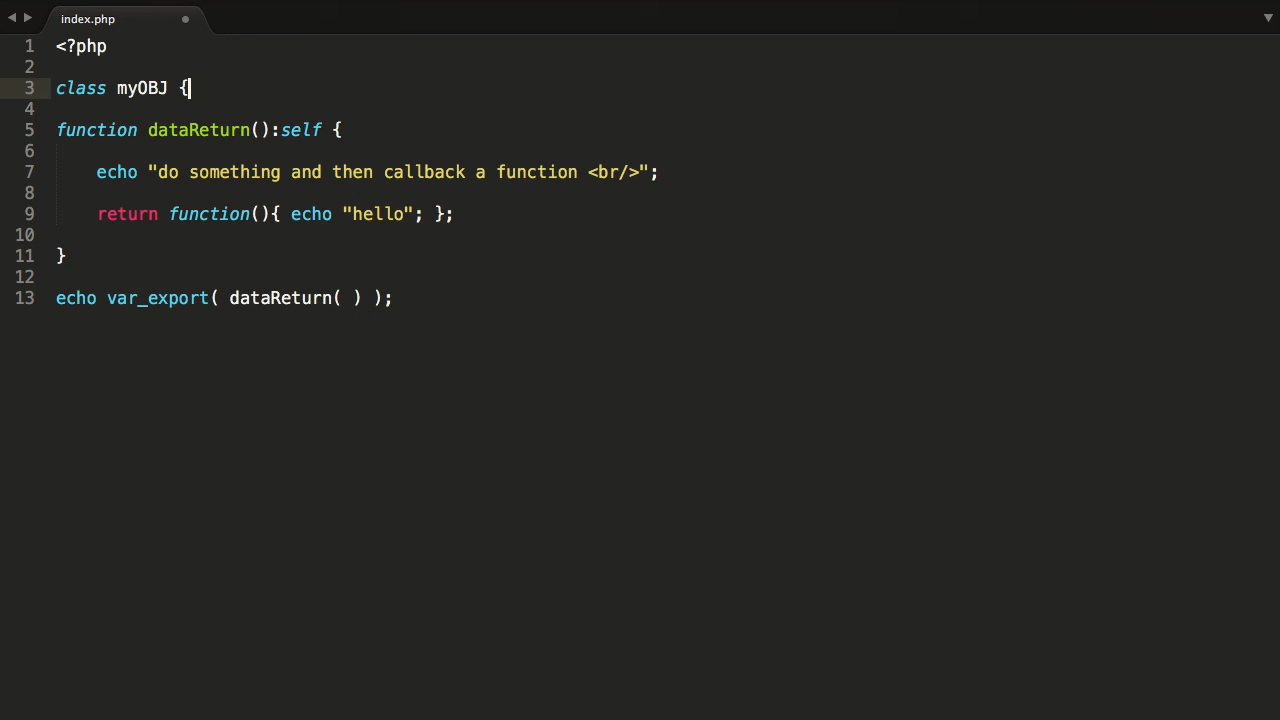 index.php
1 <?php
2
3 class myOBJ {
4
5 function dataReturn():self {
6
7 echo "do something and then callback a function <br/>";
8
9 return function(){ echo "hello"; };
10
11 }
12
13 echo var_export( dataReturn( ) );